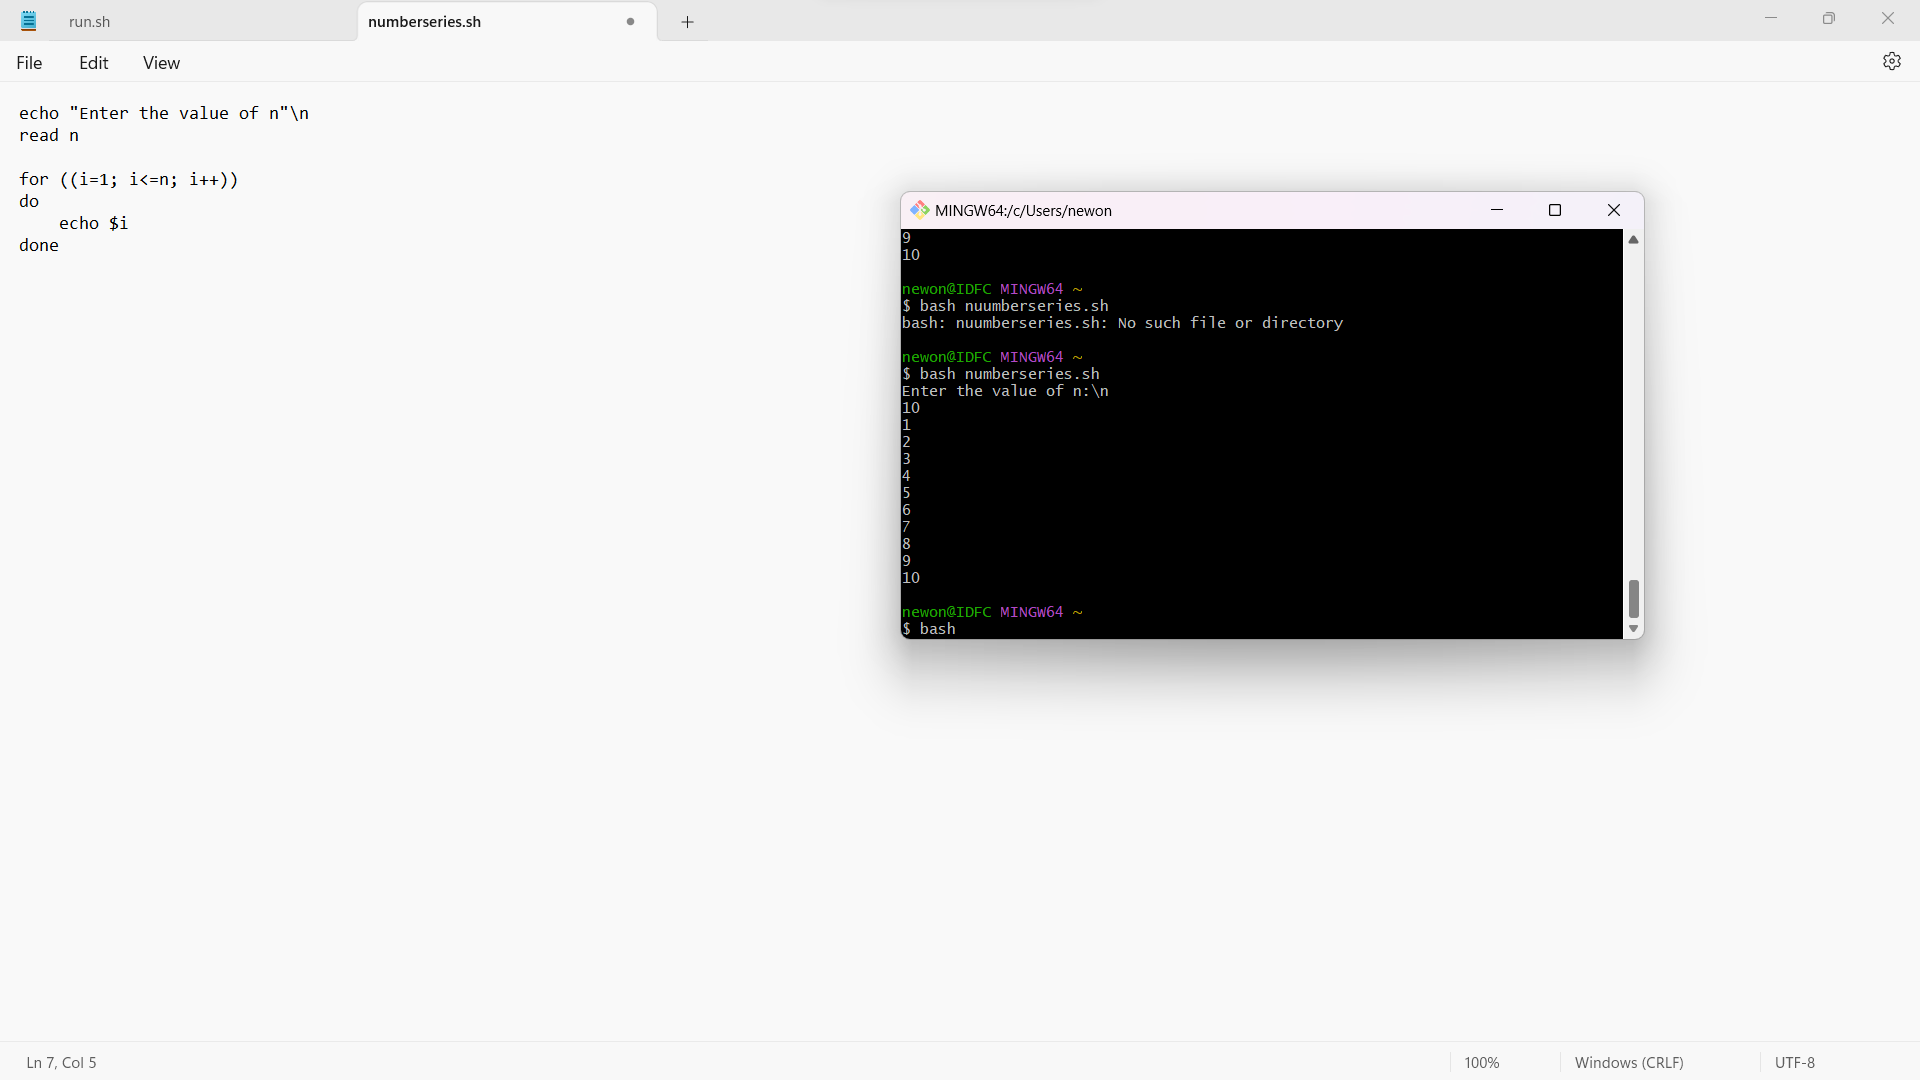 run.sh
numberseries.sh
File Edit View
echo "Enter the value of n"\n
read n
for ((i=1; i<=n; i++))
do
    echo $i
done
MINGW64:/c/Users/newon
9
10
newon@IDFC MINGW64 ~
$ bash nuumberseries.sh
bash: nuumberseries.sh: No such file or directory
newon@IDFC MINGW64 ~
$ bash numberseries.sh
Enter the value of n:\n
10
1
2
3
4
5
6
7
8
9
10
newon@IDFC MINGW64 ~
$ bash
Ln 7, Col 5
100%
Windows (CRLF)
UTF-8